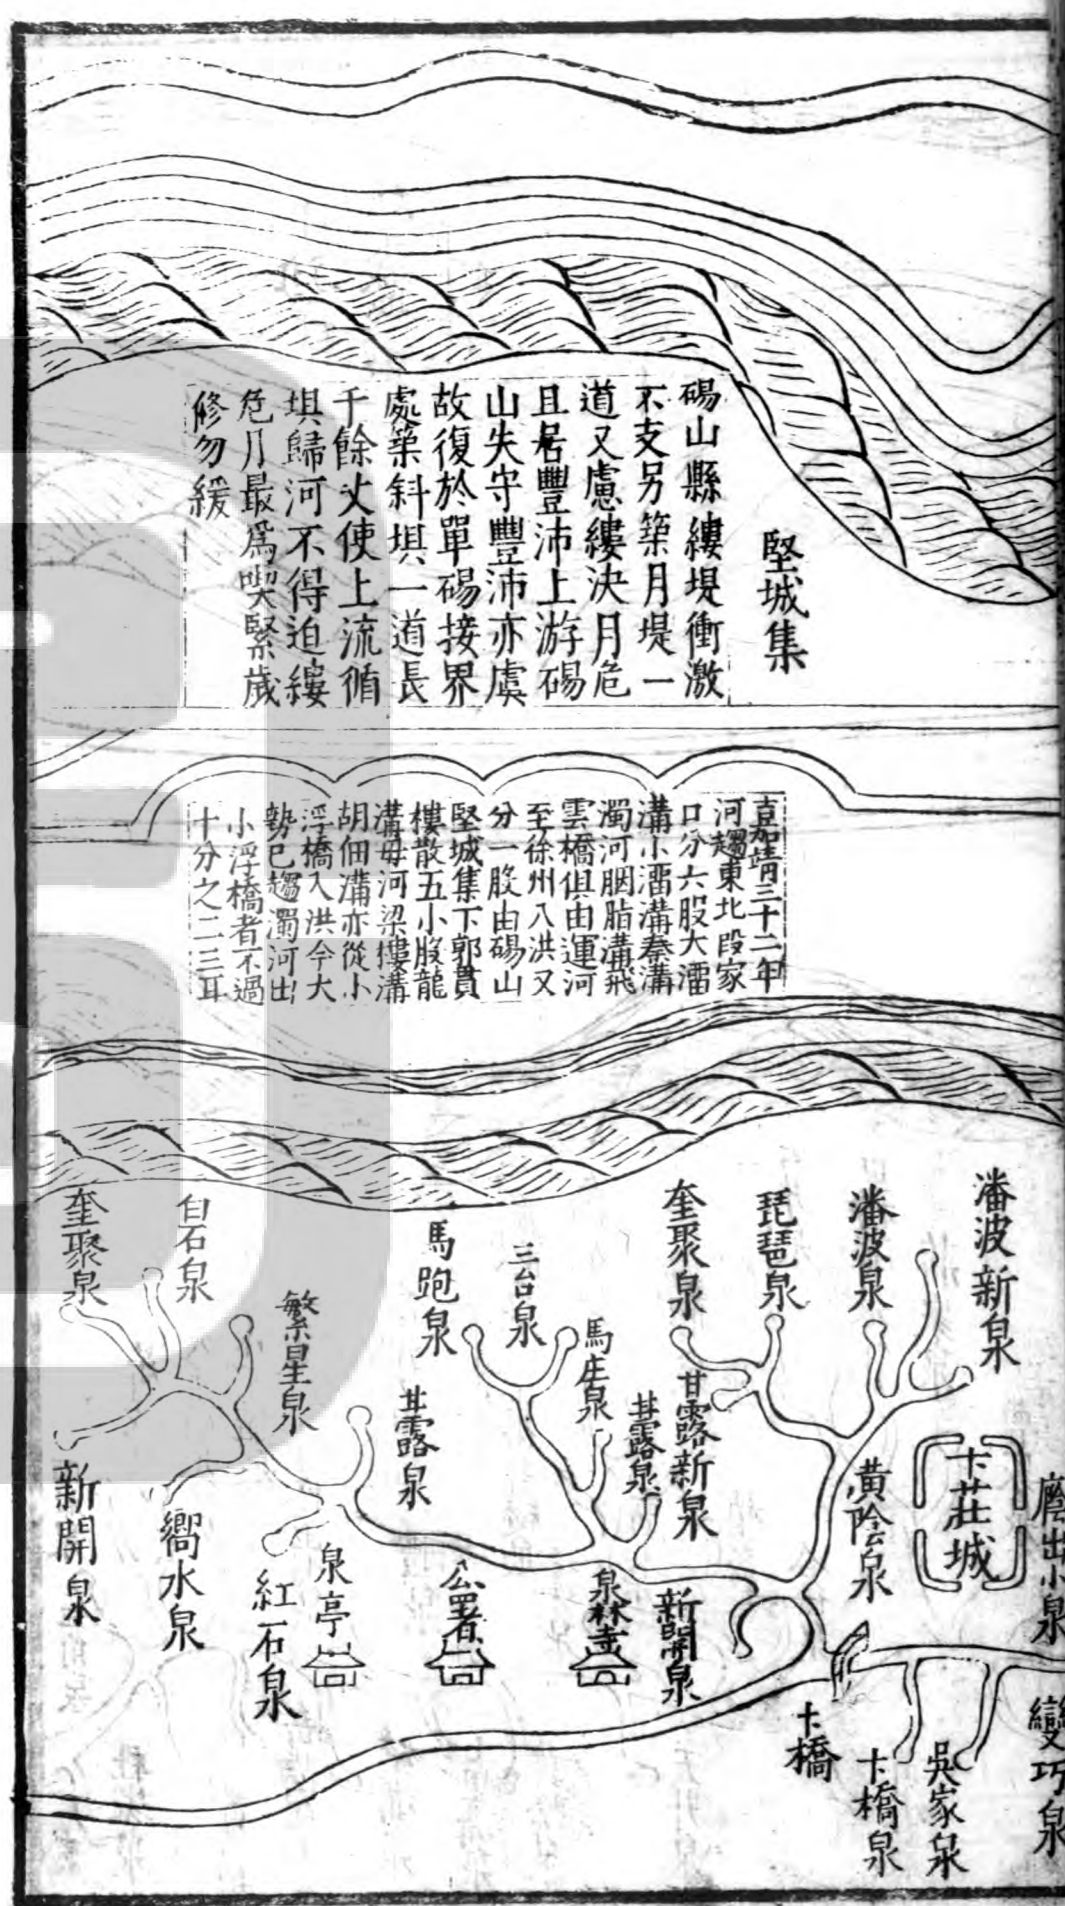 堅城集
碭山縣縷堤衝激
不支另築月堤一
道又慮縷決月危
且居豐沛上游碭
山失守豐沛亦虞
故復於單碭接界
處築斜埧一道長
千餘丈使上流循
埧歸河不得迫縷
危月最爲喫緊歲
修勿緩
嘉靖三十二年
河趨東北段家
口分六股大溜
溝小溜溝秦溝
濁河胭脂溝飛
雲橋俱由運河
至徐州入洪又
分一股由碭山
堅城集下郭貫
樓散五小股龍
溝母河梁摟溝
胡佃溝亦從小
浮橋入洪今大
勢已趨濁河出
小浮橋者不過
十分之二三耳
潘波新泉
潘波泉
琵琶泉
奎聚泉
三台泉
馬跑泉
白石泉
奎聚泉
繁星泉
馬庄泉
甘露新泉
甘露泉
甘露泉
卞莊城
黃陰泉
新開泉
嚮水泉
紅石泉
泉亭
公署
泉林寺
新開泉
出小泉
變巧泉
卞橋
卞橋泉
吳家泉